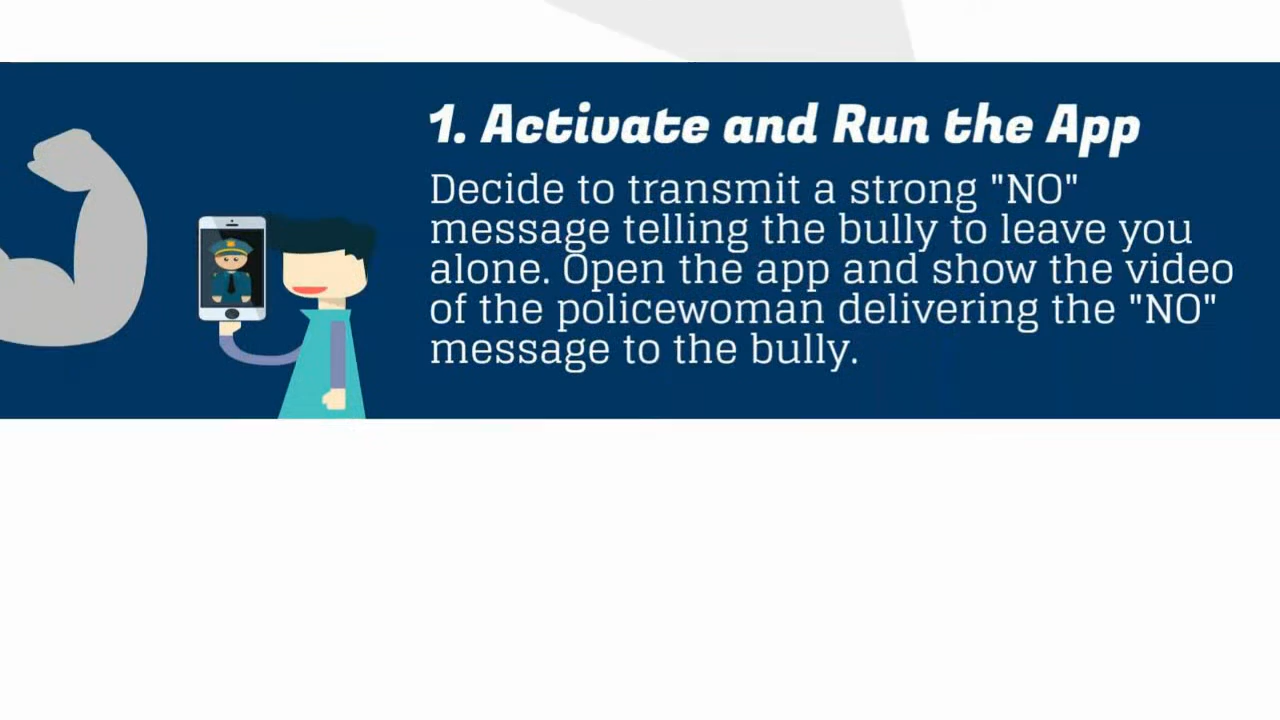 1. Activate and Run the App
Decide to transmit a strong "NO"
message telling the bully to leave you
alone. Open the app and show the video
of the policewoman delivering the "NO"
message to the bully.